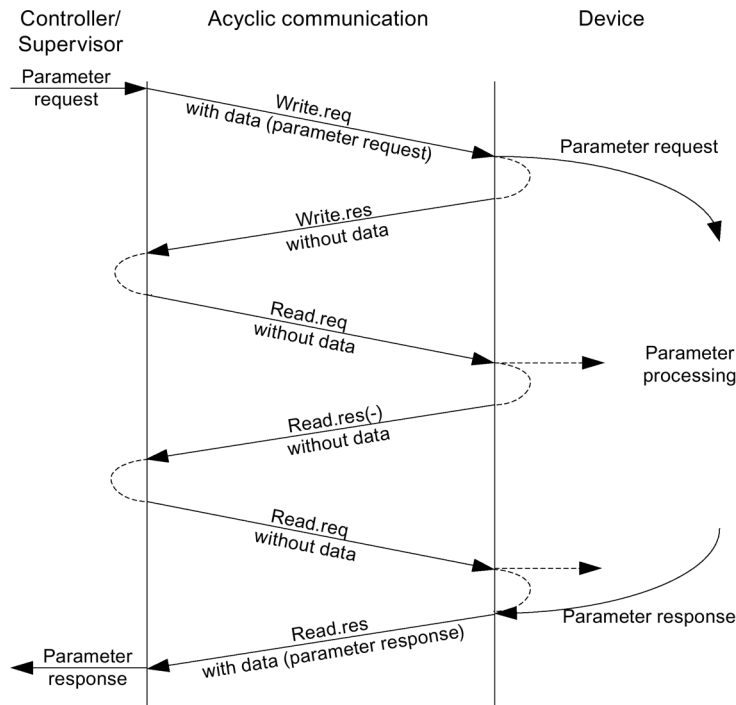 Controller/
Supervisor
Acyclic communication
Device
Parameter
request
Write.req
with data (parameter request)
Parameter request
Write.res
without data
Read.req
without data
Parameter
processing
Read.res(-)
without data
Read.req
without data
Parameter response
Read.res
with data (parameter response)
Parameter
response